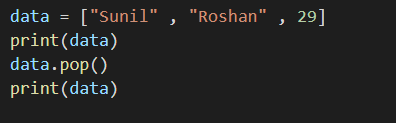 data = ["Sunil" , "Roshan" , 29]
print(data)
data.pop()
print(data)